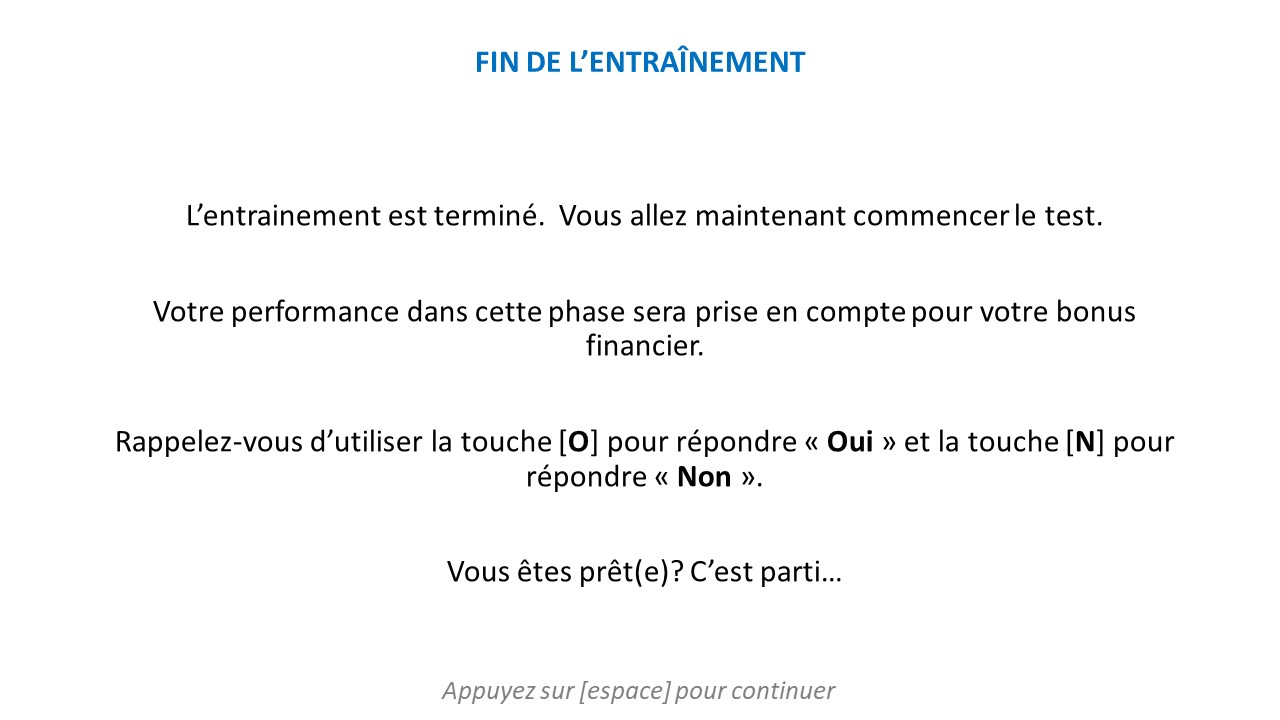 FIN DE L’ENTRAÎNEMENT
L’entrainement est terminé.  Vous allez maintenant commencer le test.
Votre performance dans cette phase sera prise en compte pour votre bonus
financier.
Rappelez-vous d’utiliser la touche [O] pour répondre « Oui » et la touche [N] pour
répondre « Non ».
Vous êtes prêt(e)? C’est parti…
Appuyez sur [espace] pour continuer